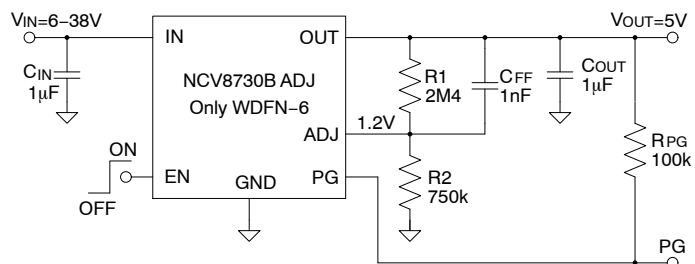 VIN=6−38V
VOUT=5V
IN
OUT
CIN
1µF
NCV8730B ADJ
Only WDFN−6
R1
2M4
CFF
1nF
COUT
1µF
1.2V
ADJ
RPG
100k
ON
OFF
EN
GND
PG
R2
750k
PG